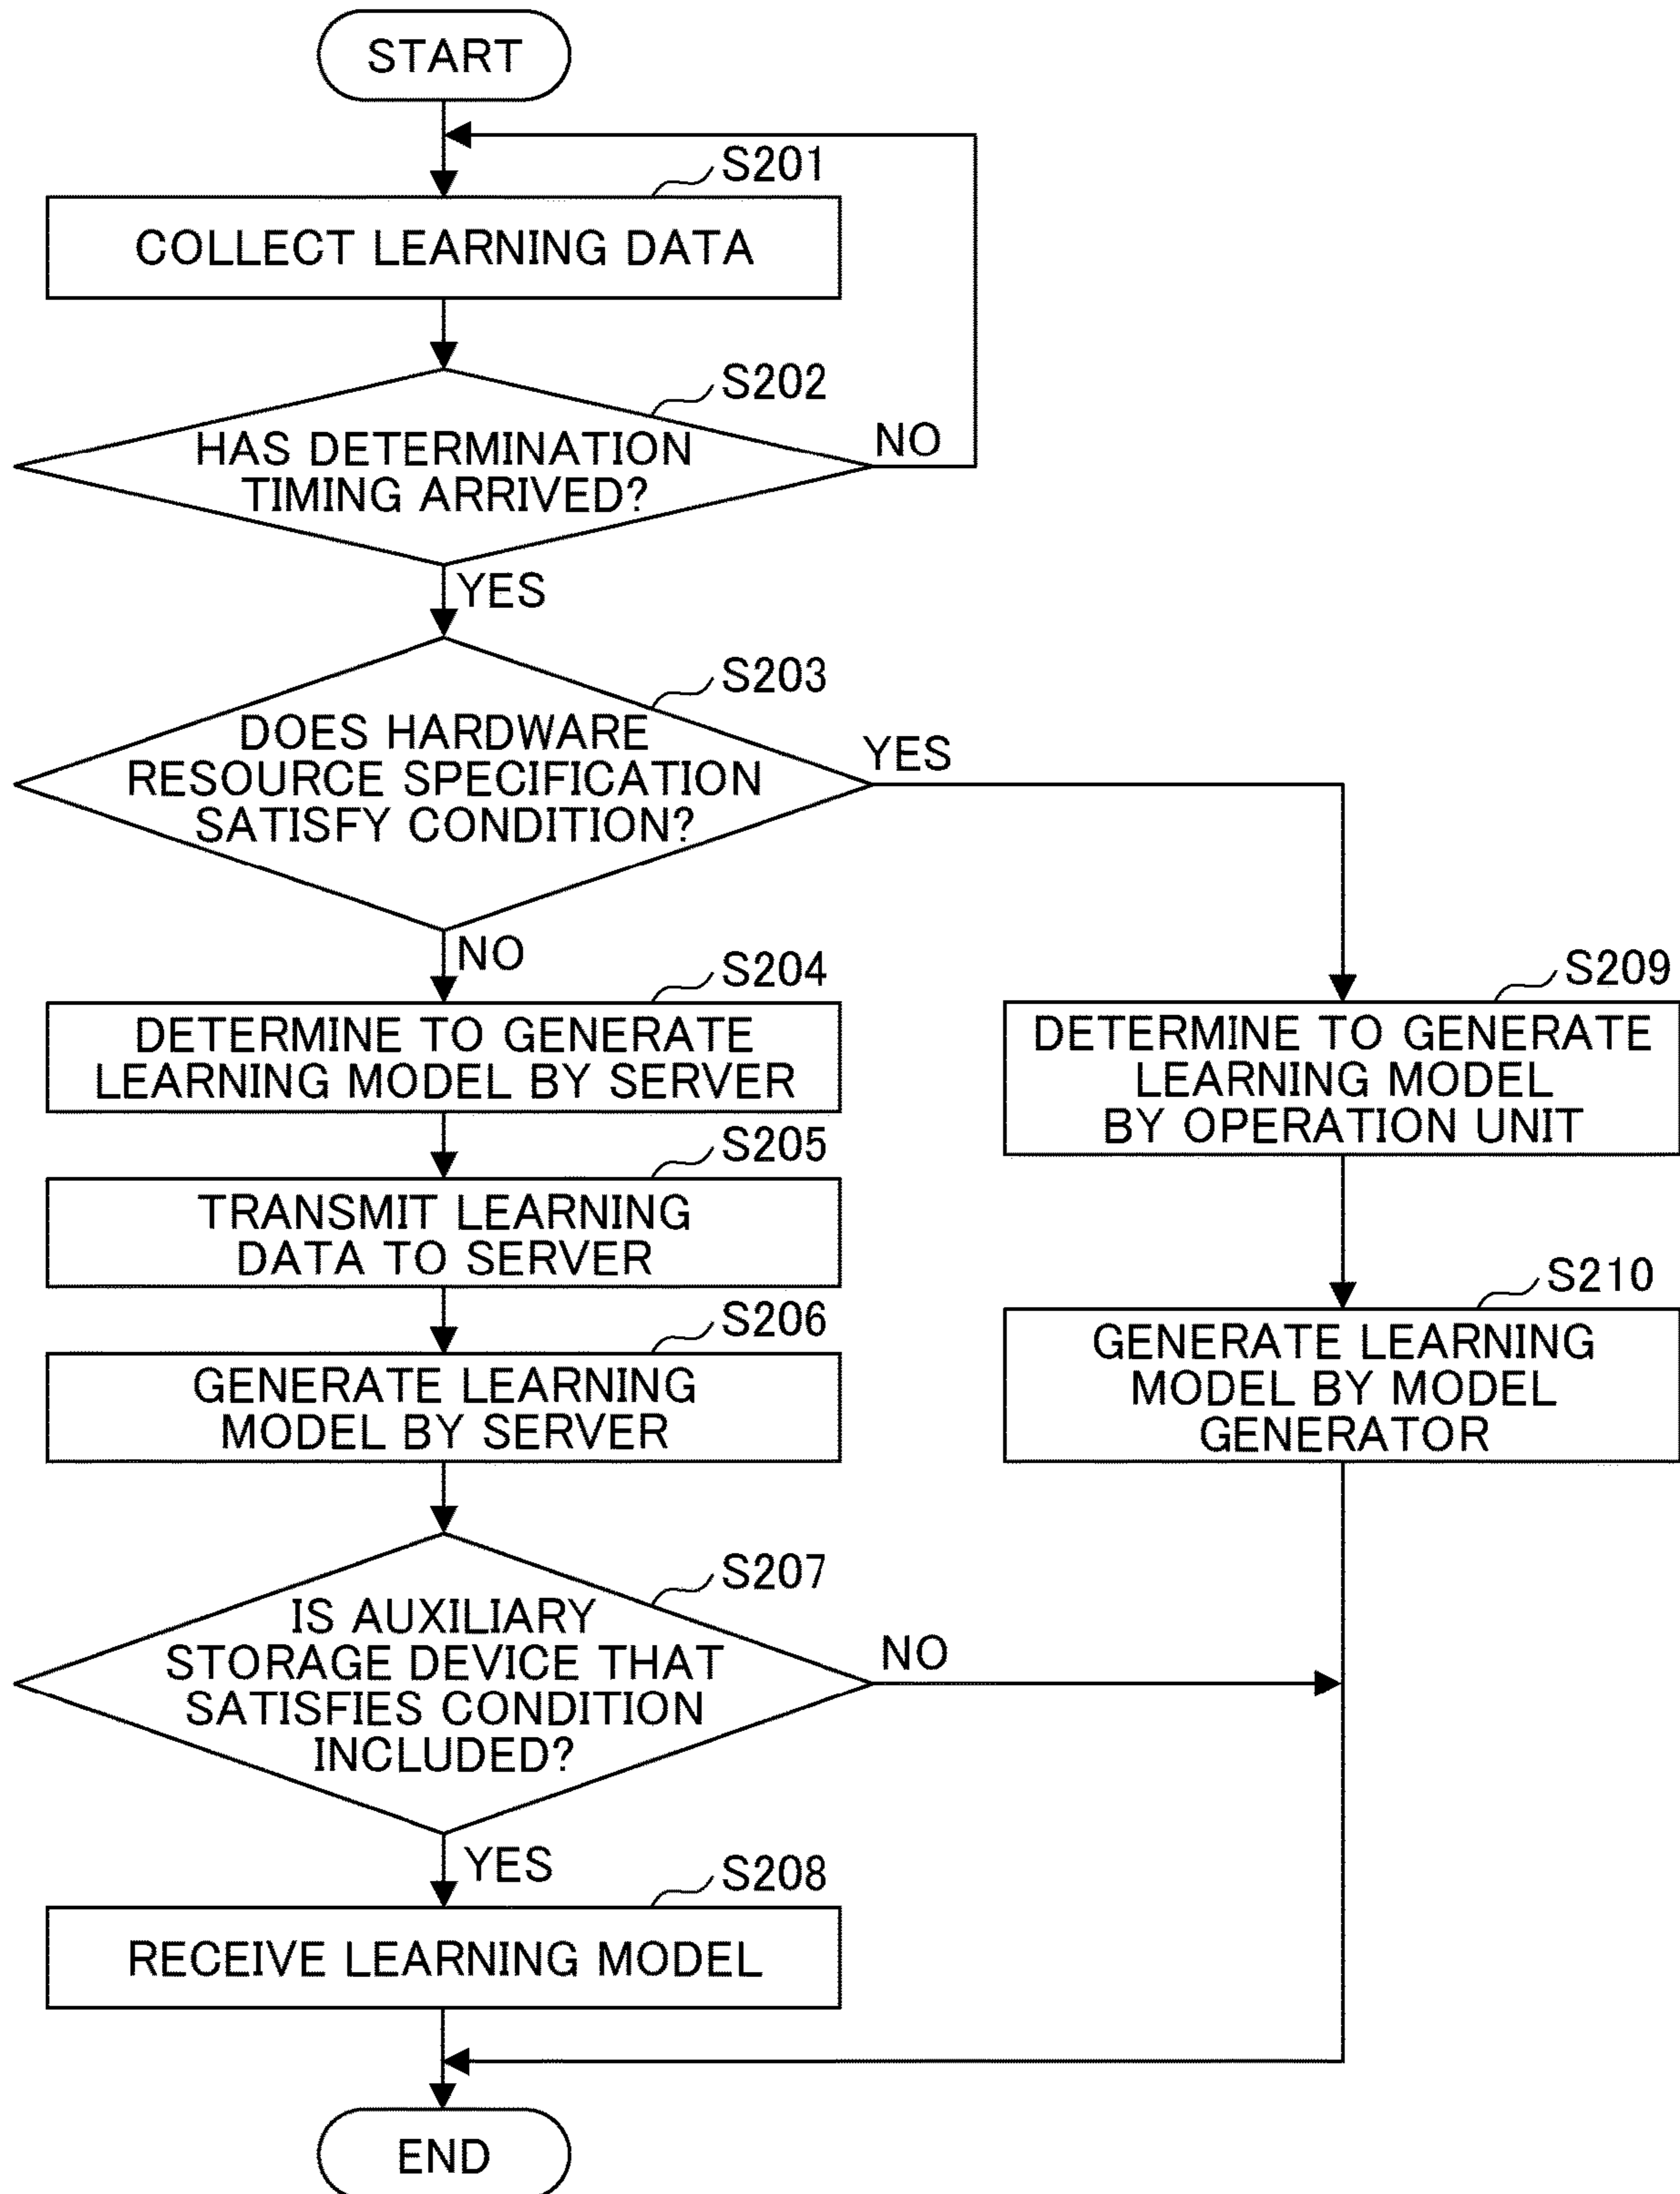 START
S201
COLLECT LEARNING DATA
S202
HAS DETERMINATION
TIMING ARRIVED?
NO
YES
S203
DOES HARDWARE
RESOURCE SPECIFICATION
SATISFY CONDITION?
YES
NO
S204
DETERMINE TO GENERATE
LEARNING MODEL BY SERVER
S205
TRANSMIT LEARNING
DATA TO SERVER
S206
GENERATE LEARNING
MODEL BY SERVER
S207
IS AUXILIARY
STORAGE DEVICE THAT
SATISFIES CONDITION
INCLUDED?
NO
YES
S208
RECEIVE LEARNING MODEL
S209
DETERMINE TO GENERATE
LEARNING MODEL
BY OPERATION UNIT
S210
GENERATE LEARNING
MODEL BY MODEL
GENERATOR
END